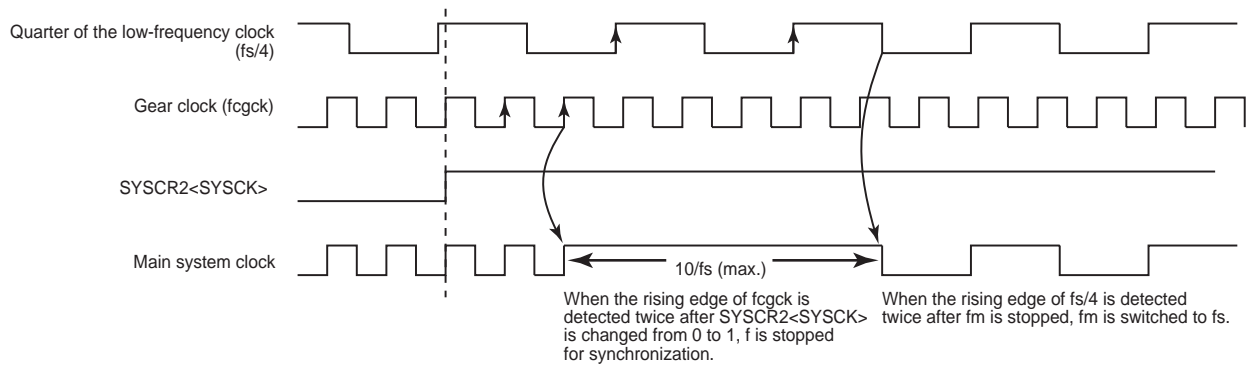 Quarter of the low-frequency clock
(fs/4)
Gear clock (fcgck)
SYSCR2<SYSCK>
Main system clock
10/fs (max.)
When the rising edge of fcgck is
detected twice after SYSCR2<SYSCK>
is changed from 0 to 1, f is stopped
for synchronization.
When the rising edge of fs/4 is detected
twice after fm is stopped, fm is switched to fs.